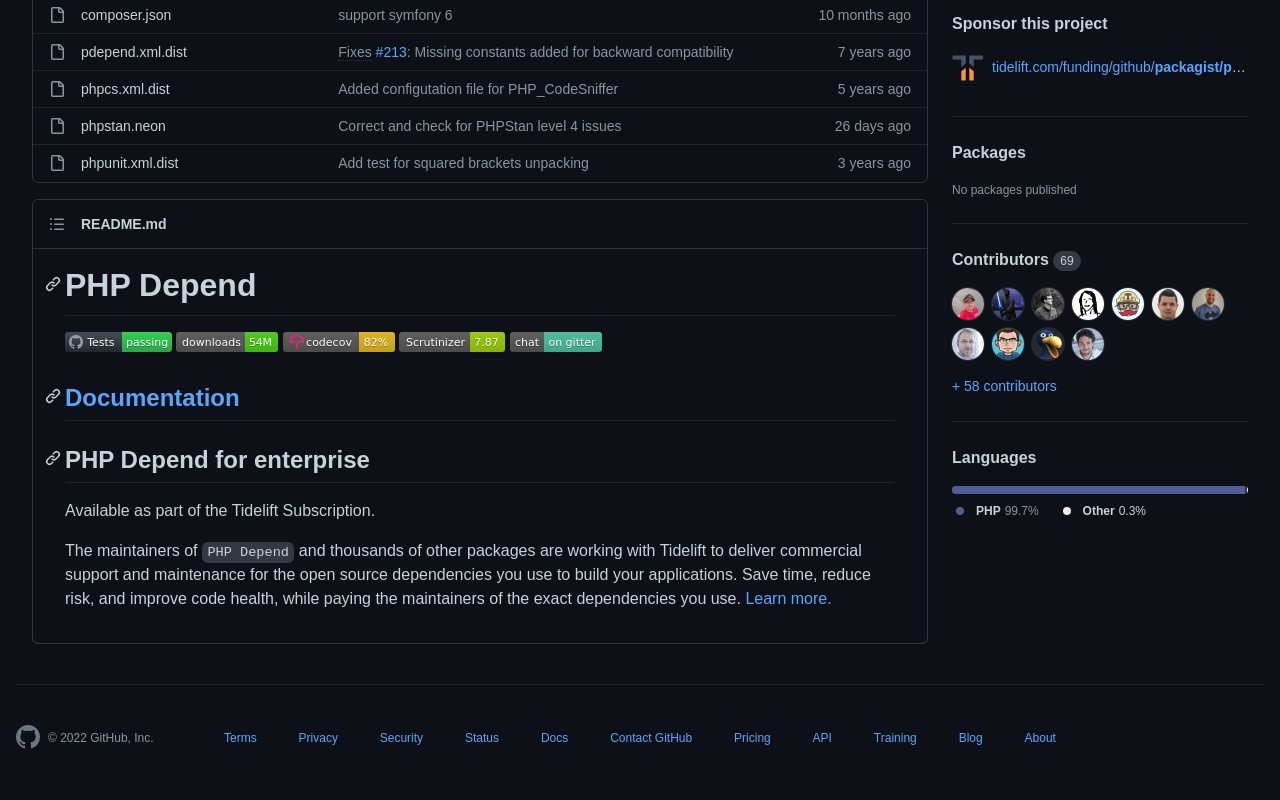 composer.json support symfony 6 10 months ago
pdepend.xml.dist Fixes #213: Missing constants added for backward compatibility 7 years ago
phpcs.xml.dist Added configutation file for PHP_CodeSniffer 5 years ago
phpstan.neon Correct and check for PHPStan level 4 issues 26 days ago
phpunit.xml.dist Add test for squared brackets unpacking 3 years ago
README.md
PHP Depend
Tests passing downloads 54M codecov 82% Scrutinizer 7.87 chat on gitter
Documentation
PHP Depend for enterprise
Available as part of the Tidelift Subscription.
The maintainers of PHP Depend and thousands of other packages are working with Tidelift to deliver commercial
support and maintenance for the open source dependencies you use to build your applications. Save time, reduce
risk, and improve code health, while paying the maintainers of the exact dependencies you use. Learn more.
Sponsor this project
tidelift.com/funding/github/packagist/p…
Packages
No packages published
Contributors 69
+ 58 contributors
Languages
PHP 99.7% Other 0.3%
© 2022 GitHub, Inc. Terms Privacy Security Status Docs Contact GitHub Pricing API Training Blog About